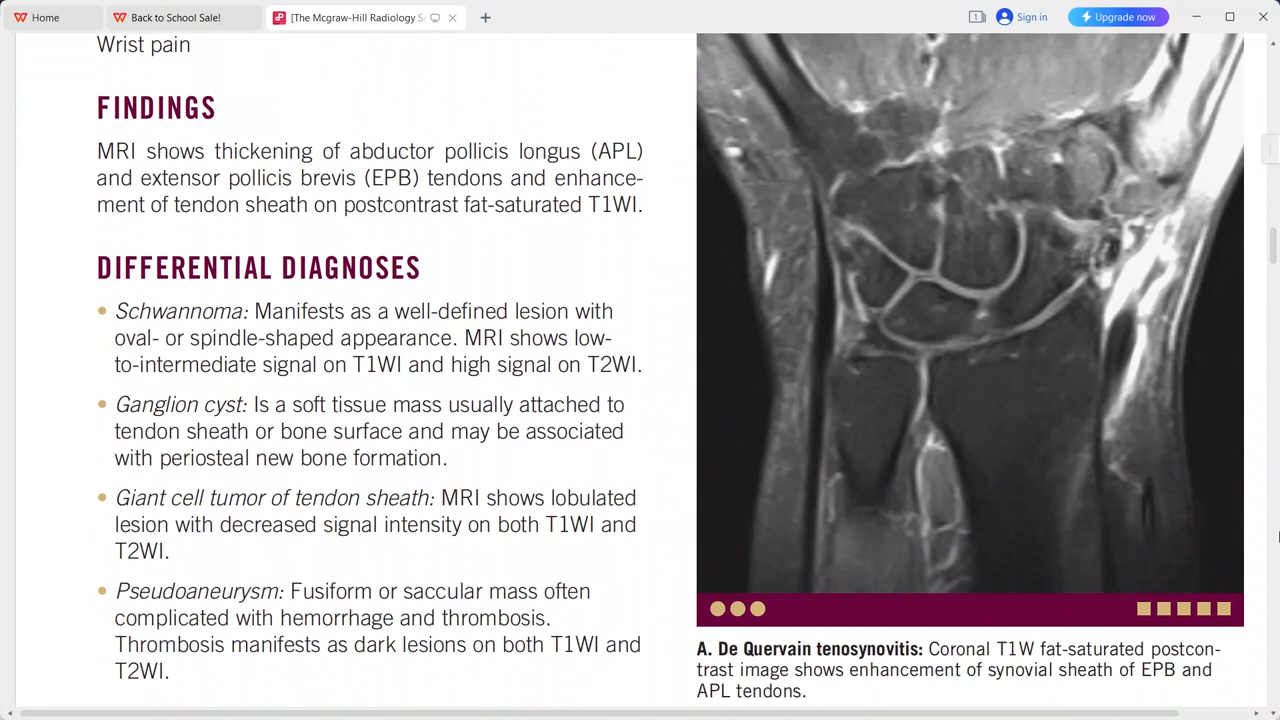 Home
Back to School Sale!
[The Mcgraw-Hill Radiology S
1
Sign in
Upgrade now
Wrist pain
FINDINGS
MRI shows thickening of abductor pollicis longus (APL)
and extensor pollicis brevis (EPB) tendons and enhance-
ment of tendon sheath on postcontrast fat-saturated T1WI.
DIFFERENTIAL DIAGNOSES
• Schwannoma: Manifests as a well-defined lesion with
oval- or spindle-shaped appearance. MRI shows low-
to-intermediate signal on T1WI and high signal on T2WI.
• Ganglion cyst: Is a soft tissue mass usually attached to
tendon sheath or bone surface and may be associated
with periosteal new bone formation.
• Giant cell tumor of tendon sheath: MRI shows lobulated
lesion with decreased signal intensity on both T1WI and
T2WI.
• Pseudoaneurysm: Fusiform or saccular mass often
complicated with hemorrhage and thrombosis.
Thrombosis manifests as dark lesions on both T1WI and
T2WI.
A. De Quervain tenosynovitis: Coronal T1W fat-saturated postcon-
trast image shows enhancement of synovial sheath of EPB and
APL tendons.